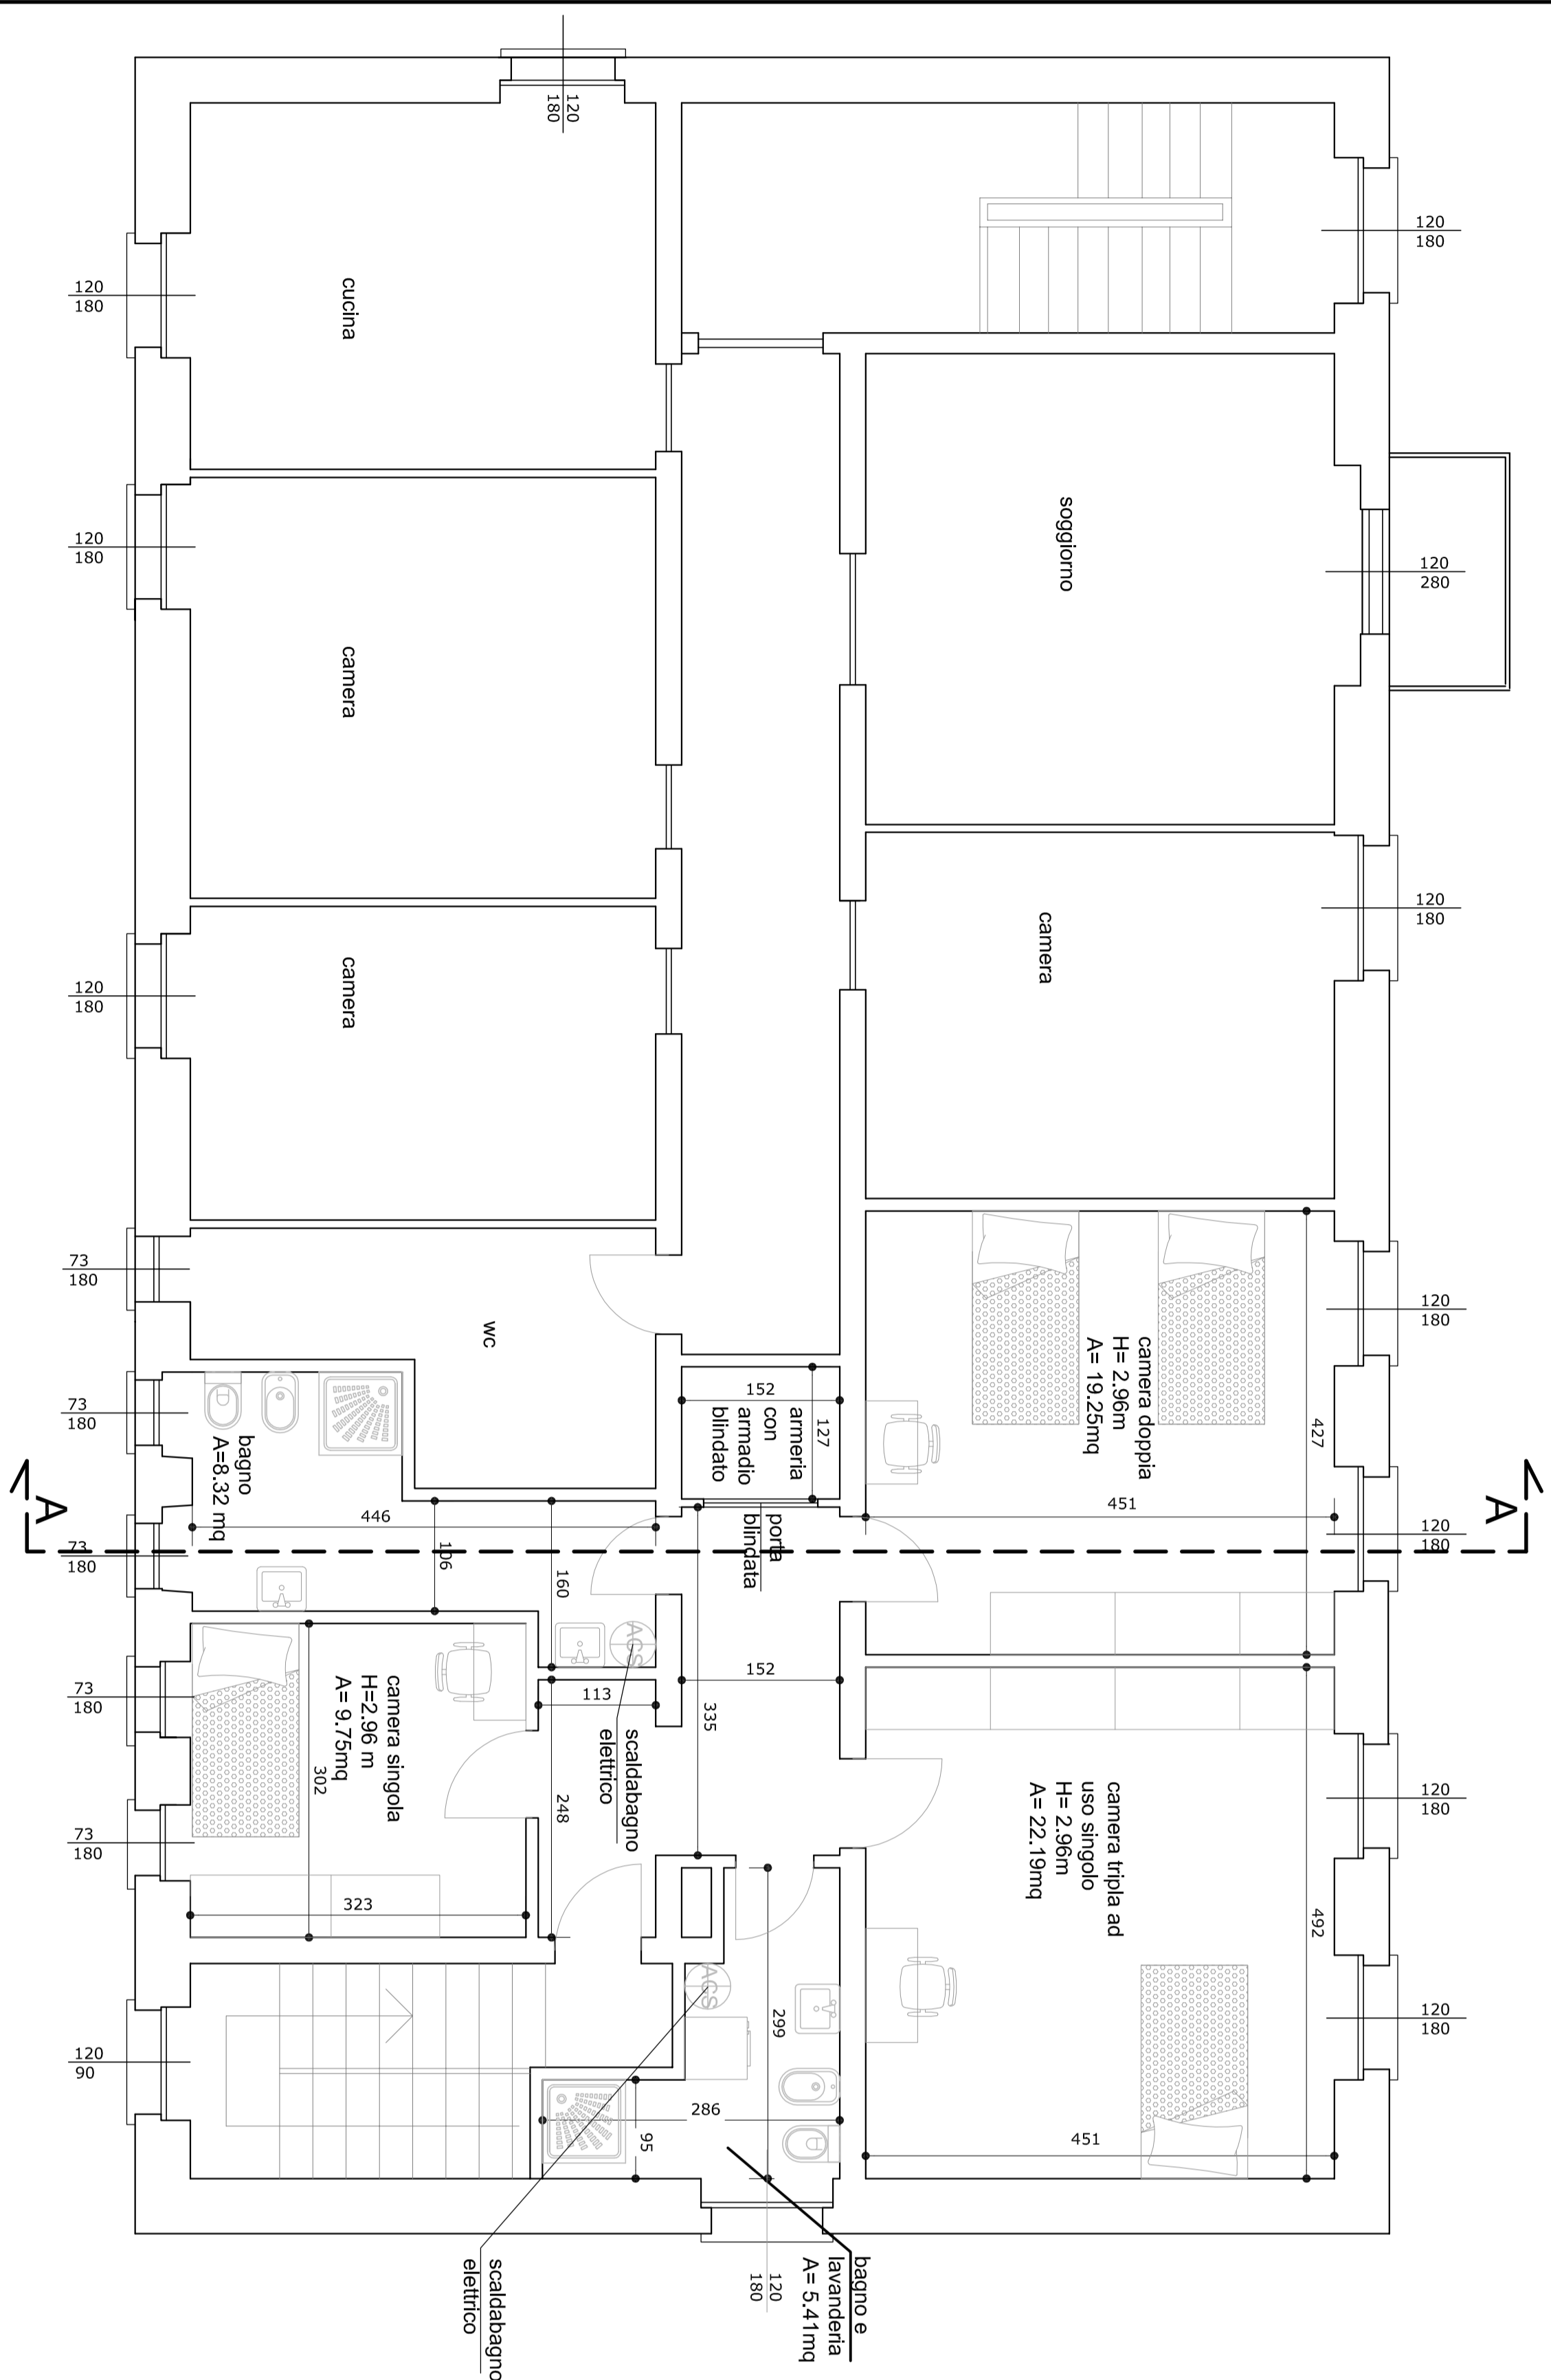 120
180
120
180
cucina
120
180
soggiorno
120
280
120
180
camera
camera
120
180
camera
120
180
73
180
wc
camera doppia
H= 2.96m
A= 19.25mq
120
180
427
451
120
180
152
127
armeria
con
armadio
blindato
porta
blindata
73
180
bagno
A=8.32 mq
A
A
446
106
160
73
180
ACS
scaldabagno
elettrico
113
152
335
camera singola
H=2.96 m
A= 9.75mq
302
248
323
73
180
73
180
camera tripla ad
uso singolo
H= 2.96m
A= 22.19mq
120
180
492
120
180
451
ACS
299
286
95
120
90
120
180
bagno e
lavanderia
A= 5.41mq
scaldabagno
elettrico